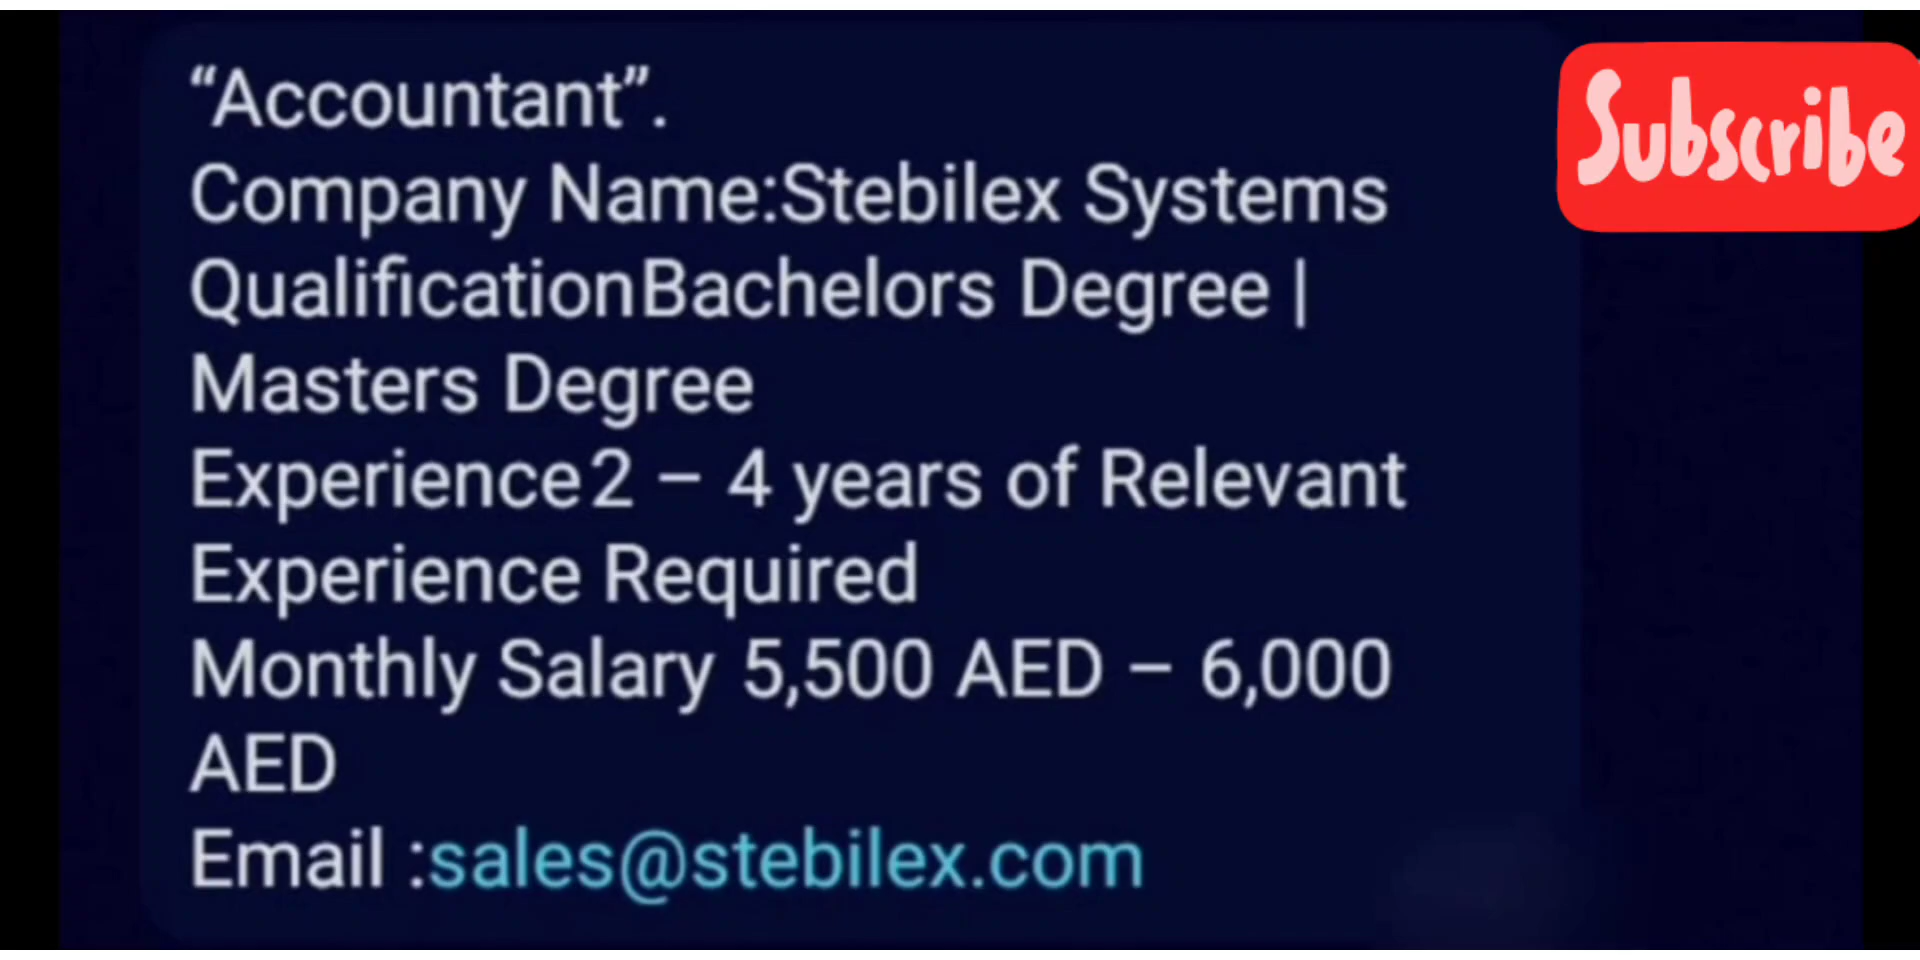 “Accountant”.
Subscribe
Company Name:Stebilex Systems
QualificationBachelors Degree |
Masters Degree
Experience2 – 4 years of Relevant
Experience Required
Monthly Salary 5,500 AED – 6,000
AED
Email :sales@stebilex.com